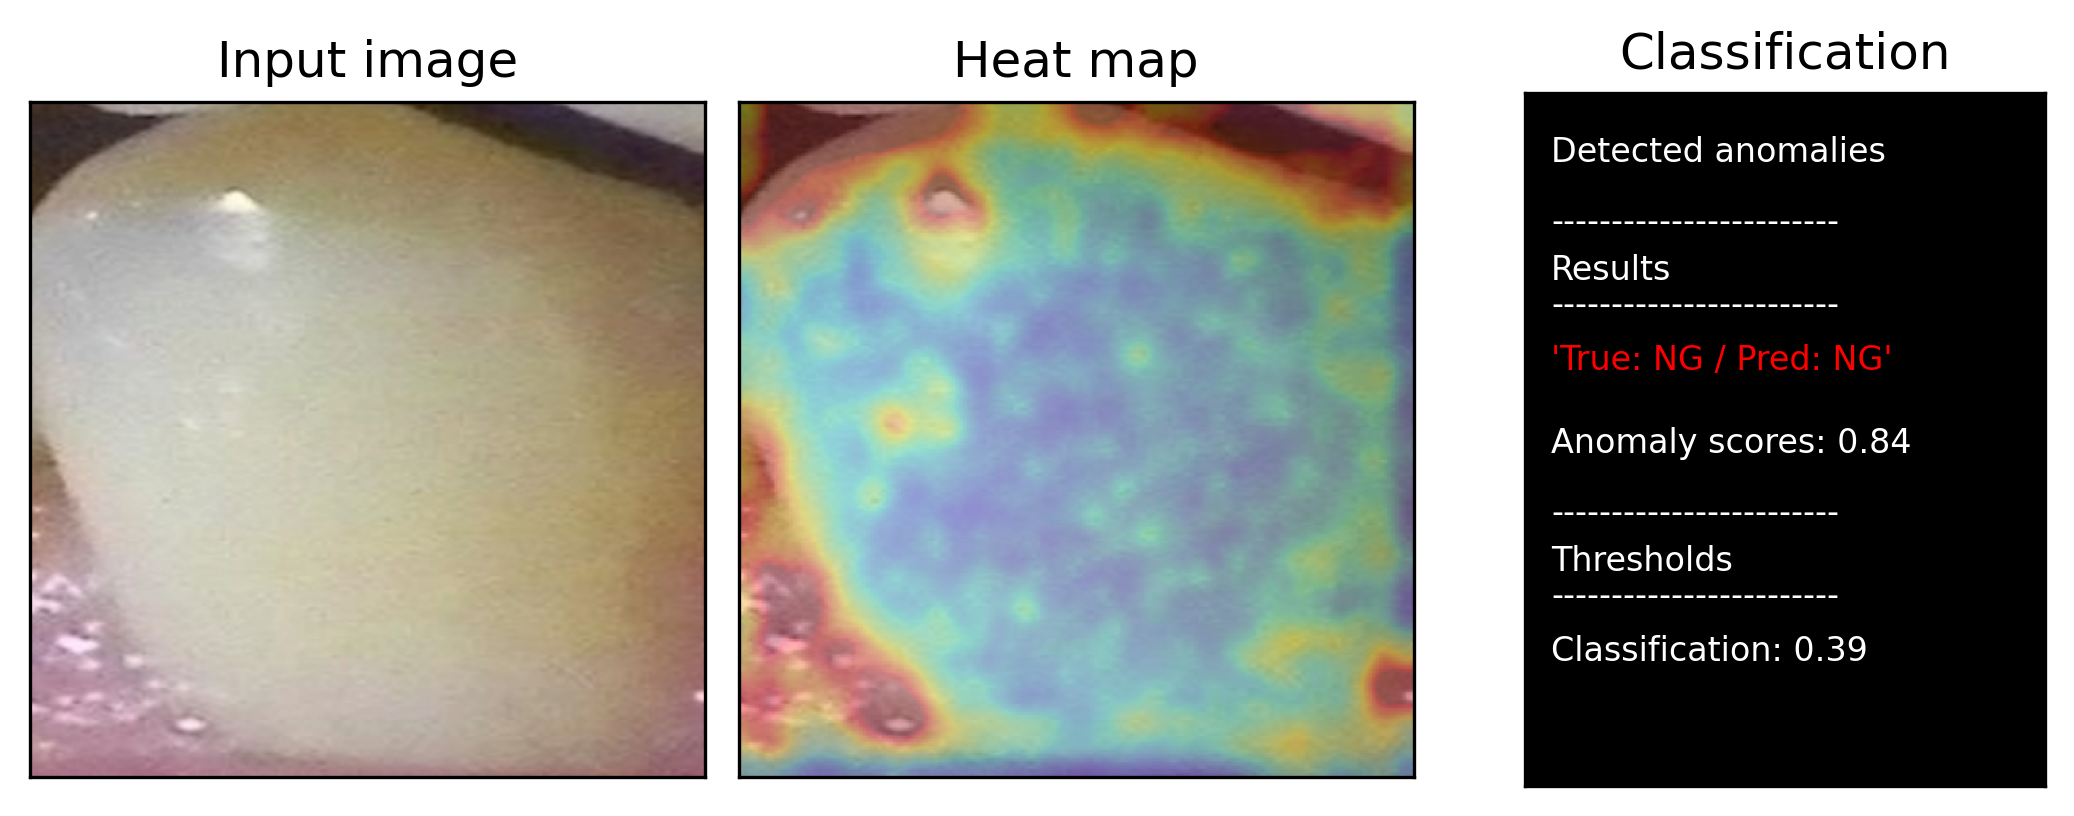 Input image
Heat map
Classification
Detected anomalies
------------------------
Results
------------------------
'True: NG / Pred: NG'
Anomaly scores: 0.84
------------------------
Thresholds
------------------------
Classification: 0.39